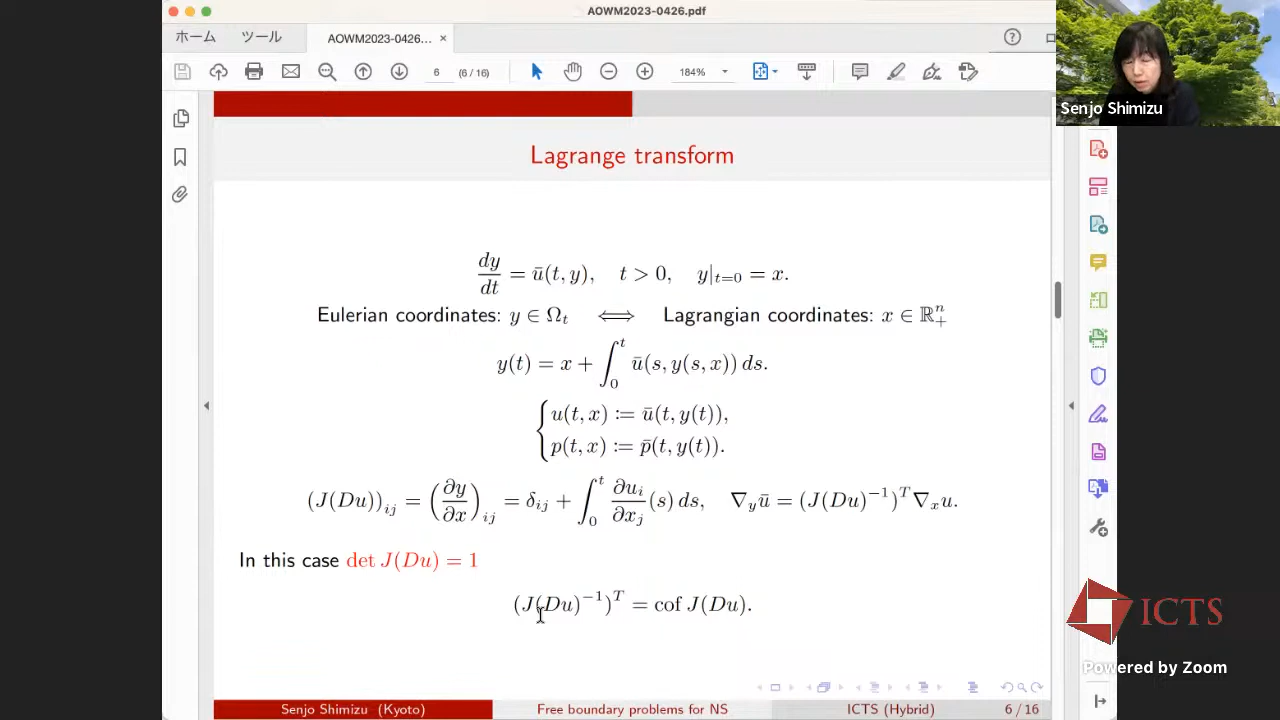 AOWM2023-0426.pdf
ホーム ツール AOWM2023-0426... ×
6 (6 / 16) 184%
Senjo Shimizu
Lagrange transform
dy/dt = ū(t, y), t > 0, y|_{t=0} = x.
Eulerian coordinates: y ∈ Ω_t ⟺ Lagrangian coordinates: x ∈ ℝ^n_+
y(t) = x + ∫_0^t ū(s, y(s, x)) ds.
{ u(t, x) := ū(t, y(t)),
p(t, x) := p̄(t, y(t)).
(J(Du))_{ij} = (∂y/∂x)_{ij} = δ_{ij} + ∫_0^t ∂u_i/∂x_j (s) ds, ∇_y ū = (J(Du)^{-1})^T ∇_x u.
In this case det J(Du) = 1
(J(Du)^{-1})^T = cof J(Du).
ICTS
Powered by Zoom
Senjo Shimizu (Kyoto) Free boundary problems for NS ICTS (Hybrid) 6 / 16